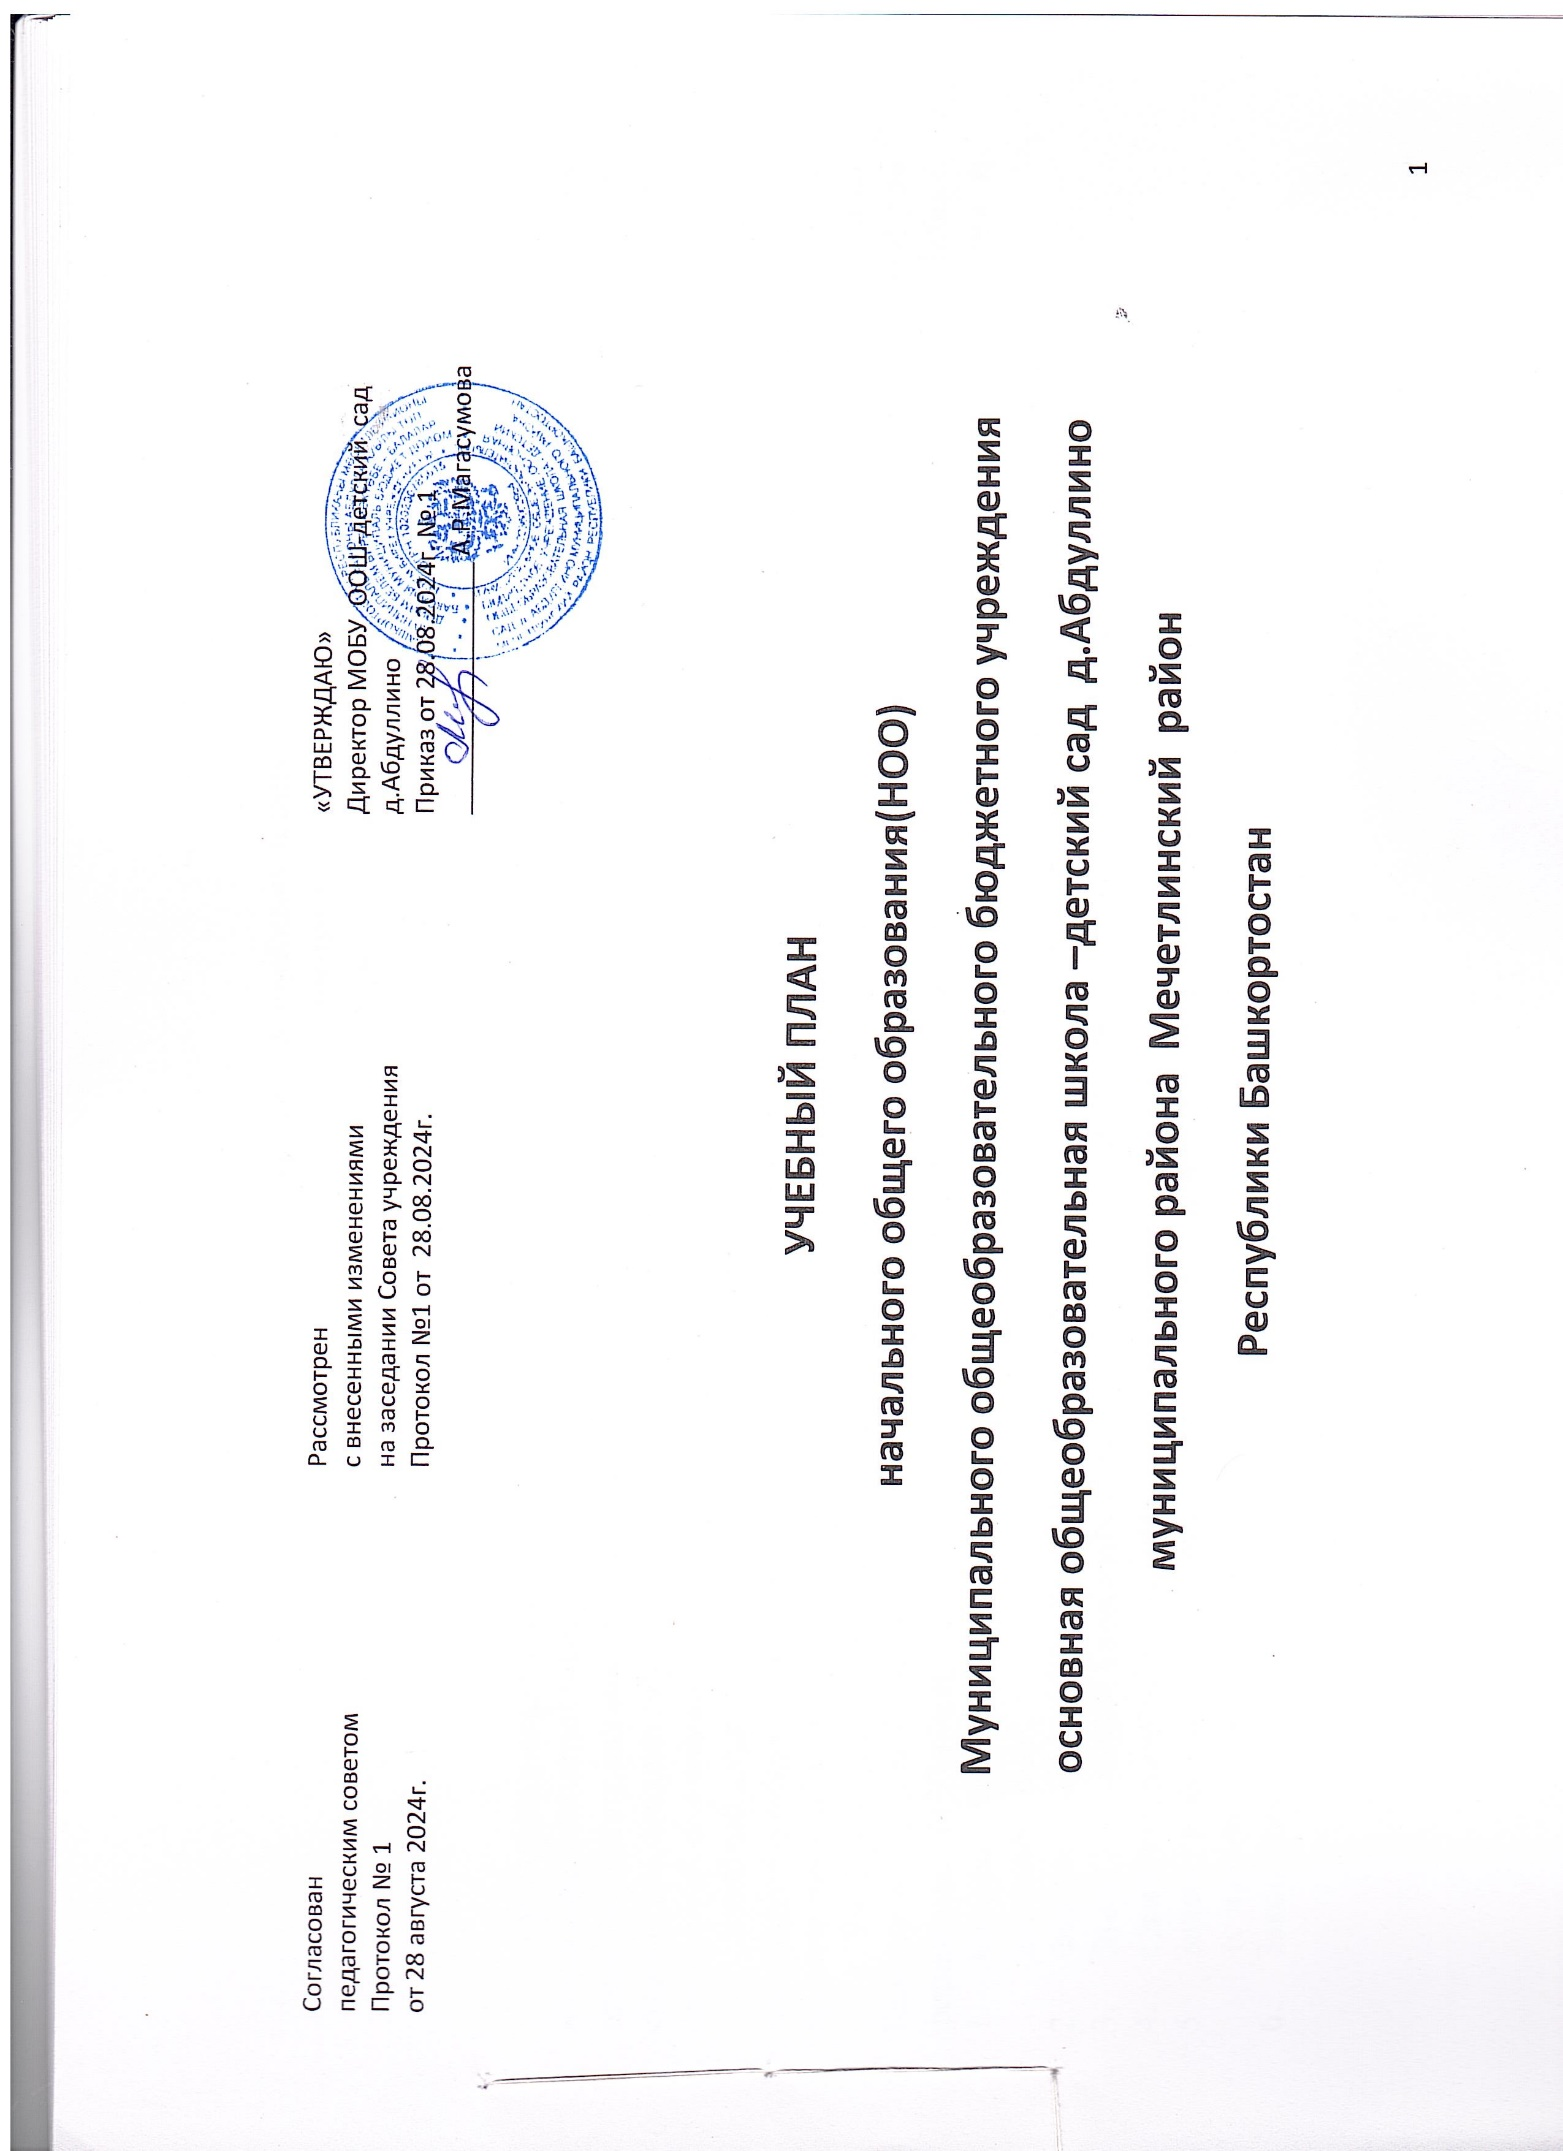 Согласован
педагогическим советом
Протокол № 1
от 28 августа 2024г.
Рассмотрен
с внесенными изменениями
на заседании Совета учреждения
Протокол №1 от 28.08.2024г.
«УТВЕРЖДАЮ»
Директор МОБУ ООШ-детский сад
д.Абдуллино
Приказ от 28.08.2024г. № 1
А.Р.Магасумова
УЧЕБНЫЙ ПЛАН
начального общего образования(НОО)
Муниципального общеобразовательного бюджетного учреждения
основная общеобразовательная школа –детский сад д.Абдуллино
муниципального района Мечетлинский район
Республики Башкортостан
1